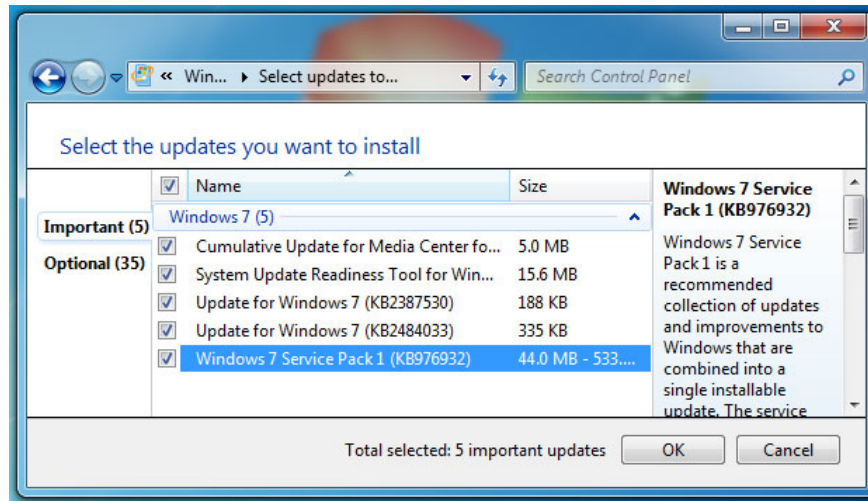 « Win... Select updates to...
Search Control Panel
Select the updates you want to install
Important (5)
Optional (35)
Name Size
Windows 7 (5)
Cumulative Update for Media Center fo... 5.0 MB
System Update Readiness Tool for Win... 15.6 MB
Update for Windows 7 (KB2387530) 188 KB
Update for Windows 7 (KB2484033) 335 KB
Windows 7 Service Pack 1 (KB976932) 44.0 MB - 533....
Windows 7 Service
Pack 1 (KB976932)
Windows 7 Service
Pack 1 is a
recommended
collection of updates
and improvements to
Windows that are
combined into a
single installable
update. The service
Total selected: 5 important updates
OK
Cancel